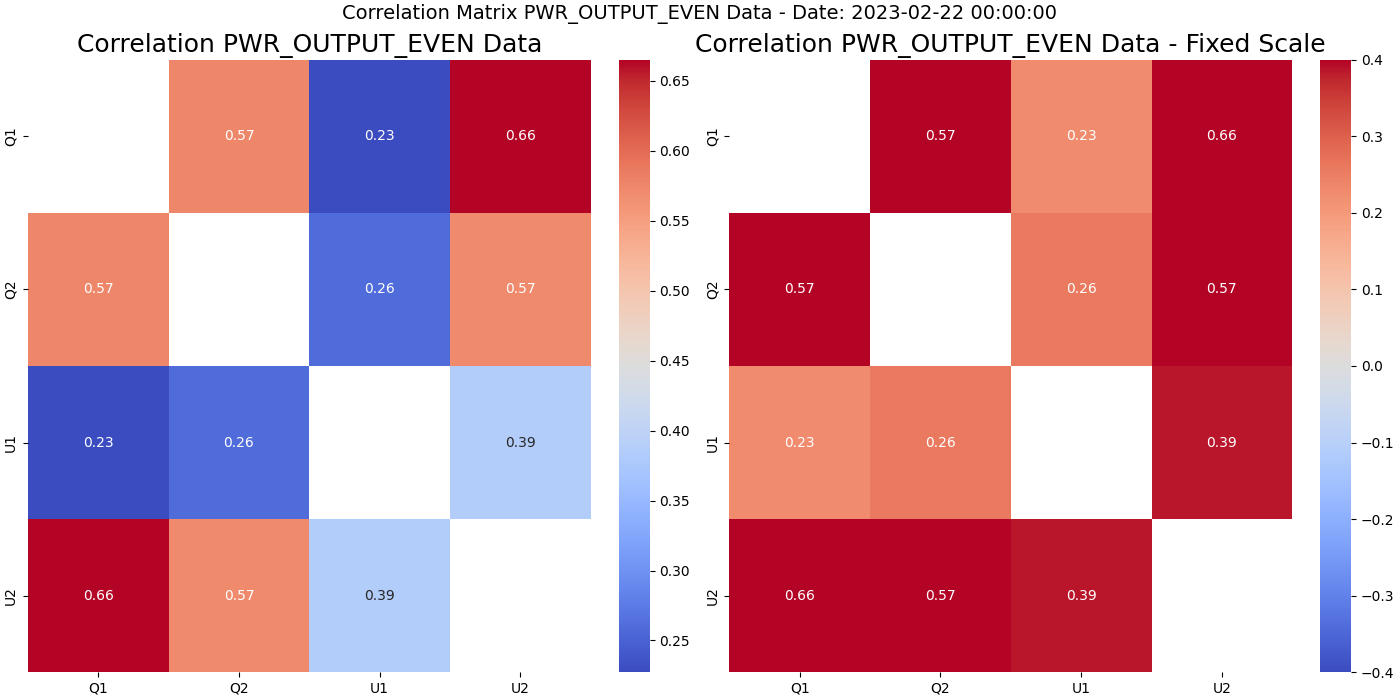 Correlation Matrix PWR_OUTPUT_EVEN Data - Date: 2023-02-22 00:00:00
Correlation PWR_OUTPUT_EVEN Data
Q1
0.57 0.23 0.66
Q2
0.57 0.26 0.57
U1
0.23 0.26 0.39
U2
0.66 0.57 0.39
Q1 Q2 U1 U2
0.65
0.60
0.55
0.50
0.45
0.40
0.35
0.30
0.25
Correlation PWR_OUTPUT_EVEN Data - Fixed Scale
Q1
0.57 0.23 0.66
Q2
0.57 0.26 0.57
U1
0.23 0.26 0.39
U2
0.66 0.57 0.39
Q1 Q2 U1 U2
0.4
0.3
0.2
0.1
0.0
−0.1
−0.2
−0.3
−0.4